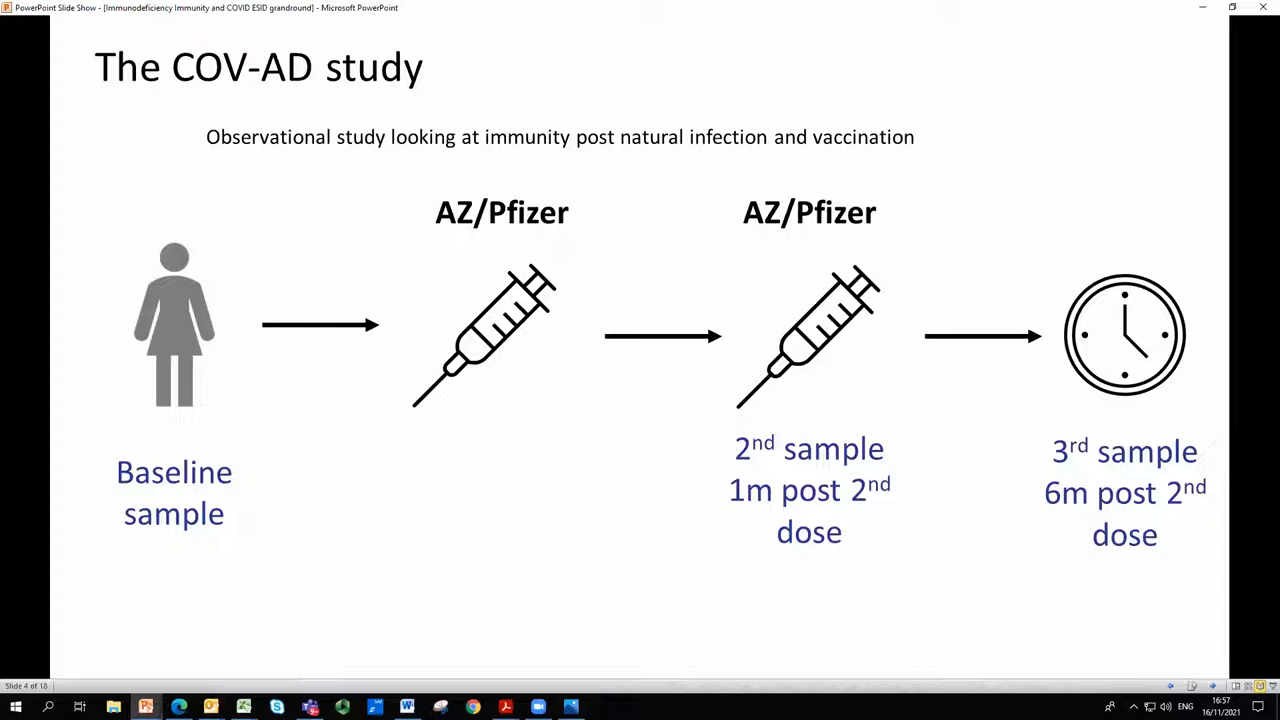 PowerPoint Slide Show - [Immunodeficiency Immunity and COVID ESID grandround] - Microsoft PowerPoint
The COV-AD study
Observational study looking at immunity post natural infection and vaccination
AZ/Pfizer
AZ/Pfizer
Baseline
sample
2nd sample
1m post 2nd
dose
3rd sample
6m post 2nd
dose
Slide 4 of 18
ENG
16:57
16/11/2021